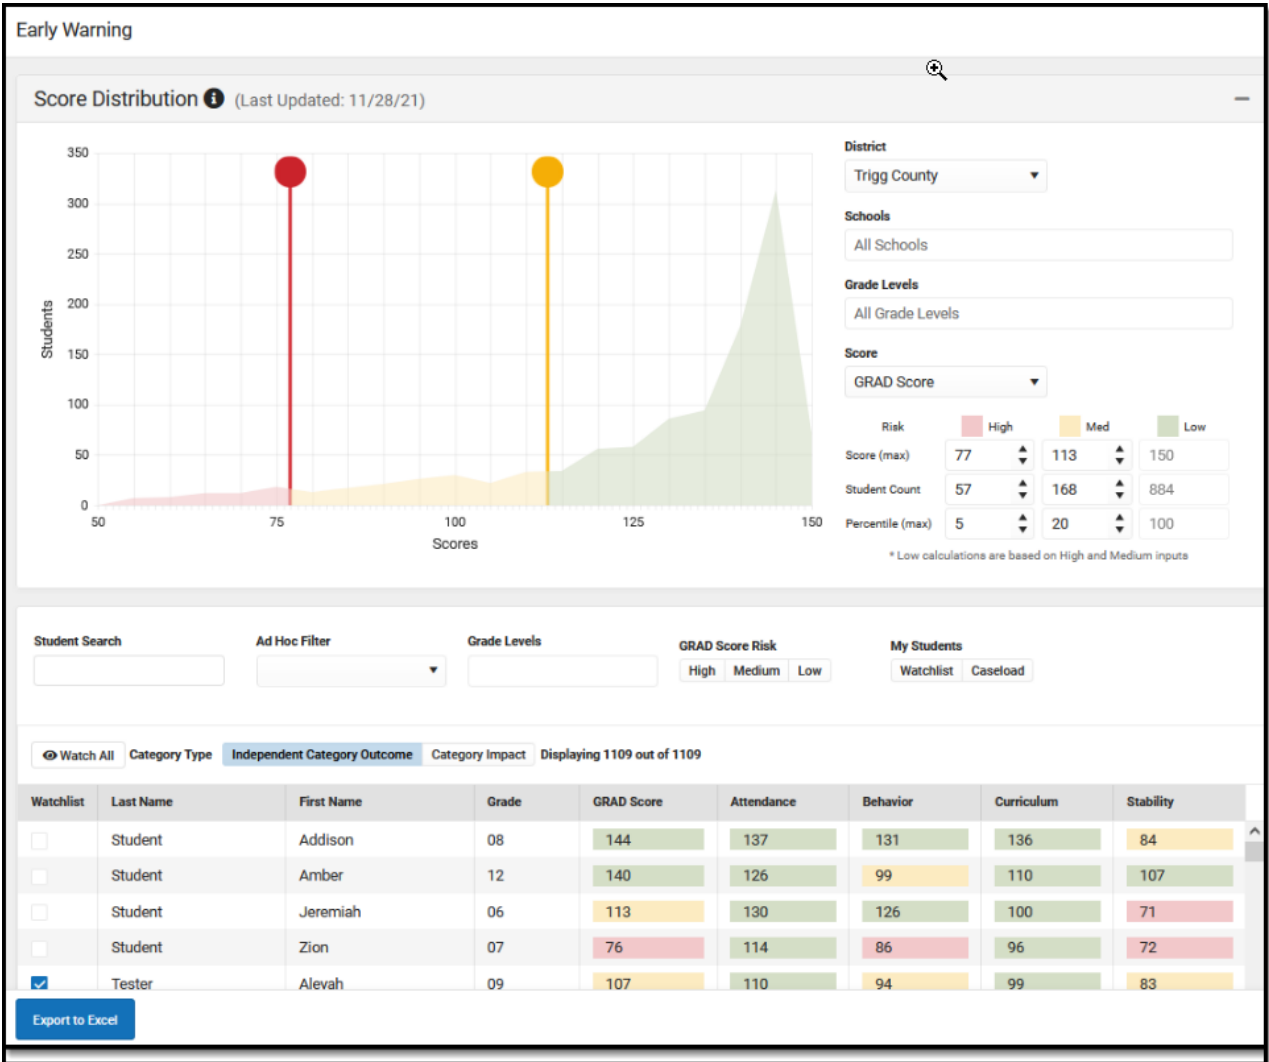 Early Warning
Score Distribution (Last Updated: 11/28/21)
350
300
250
200
150
100
50
0
Students
50 75 100 125 150
Scores
District
Trigg County
Schools
All Schools
Grade Levels
All Grade Levels
Score
GRAD Score
Risk High Med Low
Score (max) 77 113 150
Student Count 57 168 884
Percentile (max) 5 20 100
* Low calculations are based on High and Medium inputs
Student Search Ad Hoc Filter Grade Levels GRAD Score Risk My Students
High Medium Low Watchlist Caseload
Watch All Category Type Independent Category Outcome Category Impact Displaying 1109 out of 1109
Watchlist Last Name First Name Grade GRAD Score Attendance Behavior Curriculum Stability
Student Addison 08 144 137 131 136 84
Student Amber 12 140 126 99 110 107
Student Jeremiah 06 113 130 126 100 71
Student Zion 07 76 114 86 96 72
Tester Aleyah 09 107 110 94 99 83
Export to Excel